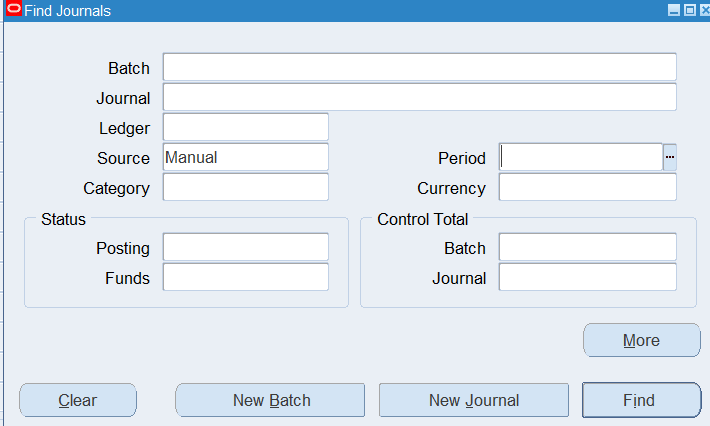 Find Journals
Batch
Journal
Ledger
Source Manual Period ...
Category Currency
Status Control Total
Posting Batch
Funds Journal
More
Clear New Batch New Journal Find